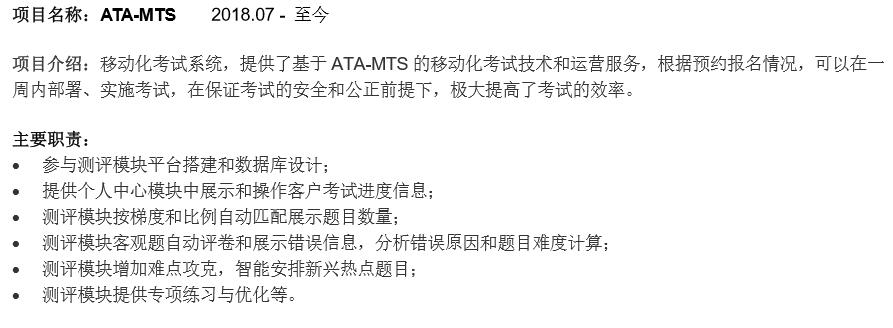 项目名称：ATA-MTS 2018.07 - 至今
项目介绍：移动化考试系统，提供了基于 ATA-MTS 的移动化考试技术和运营服务，根据预约报名情况，可以在一
周内部署、实施考试，在保证考试的安全和公正前提下，极大提高了考试的效率。
主要职责：
• 参与测评模块平台搭建和数据库设计；
• 提供个人中心模块中展示和操作客户考试进度信息；
• 测评模块按梯度和比例自动匹配展示题目数量；
• 测评模块客观题自动评卷和展示错误信息，分析错误原因和题目难度计算；
• 测评模块增加难点攻克，智能安排新兴热点题目；
• 测评模块提供专项练习与优化等。